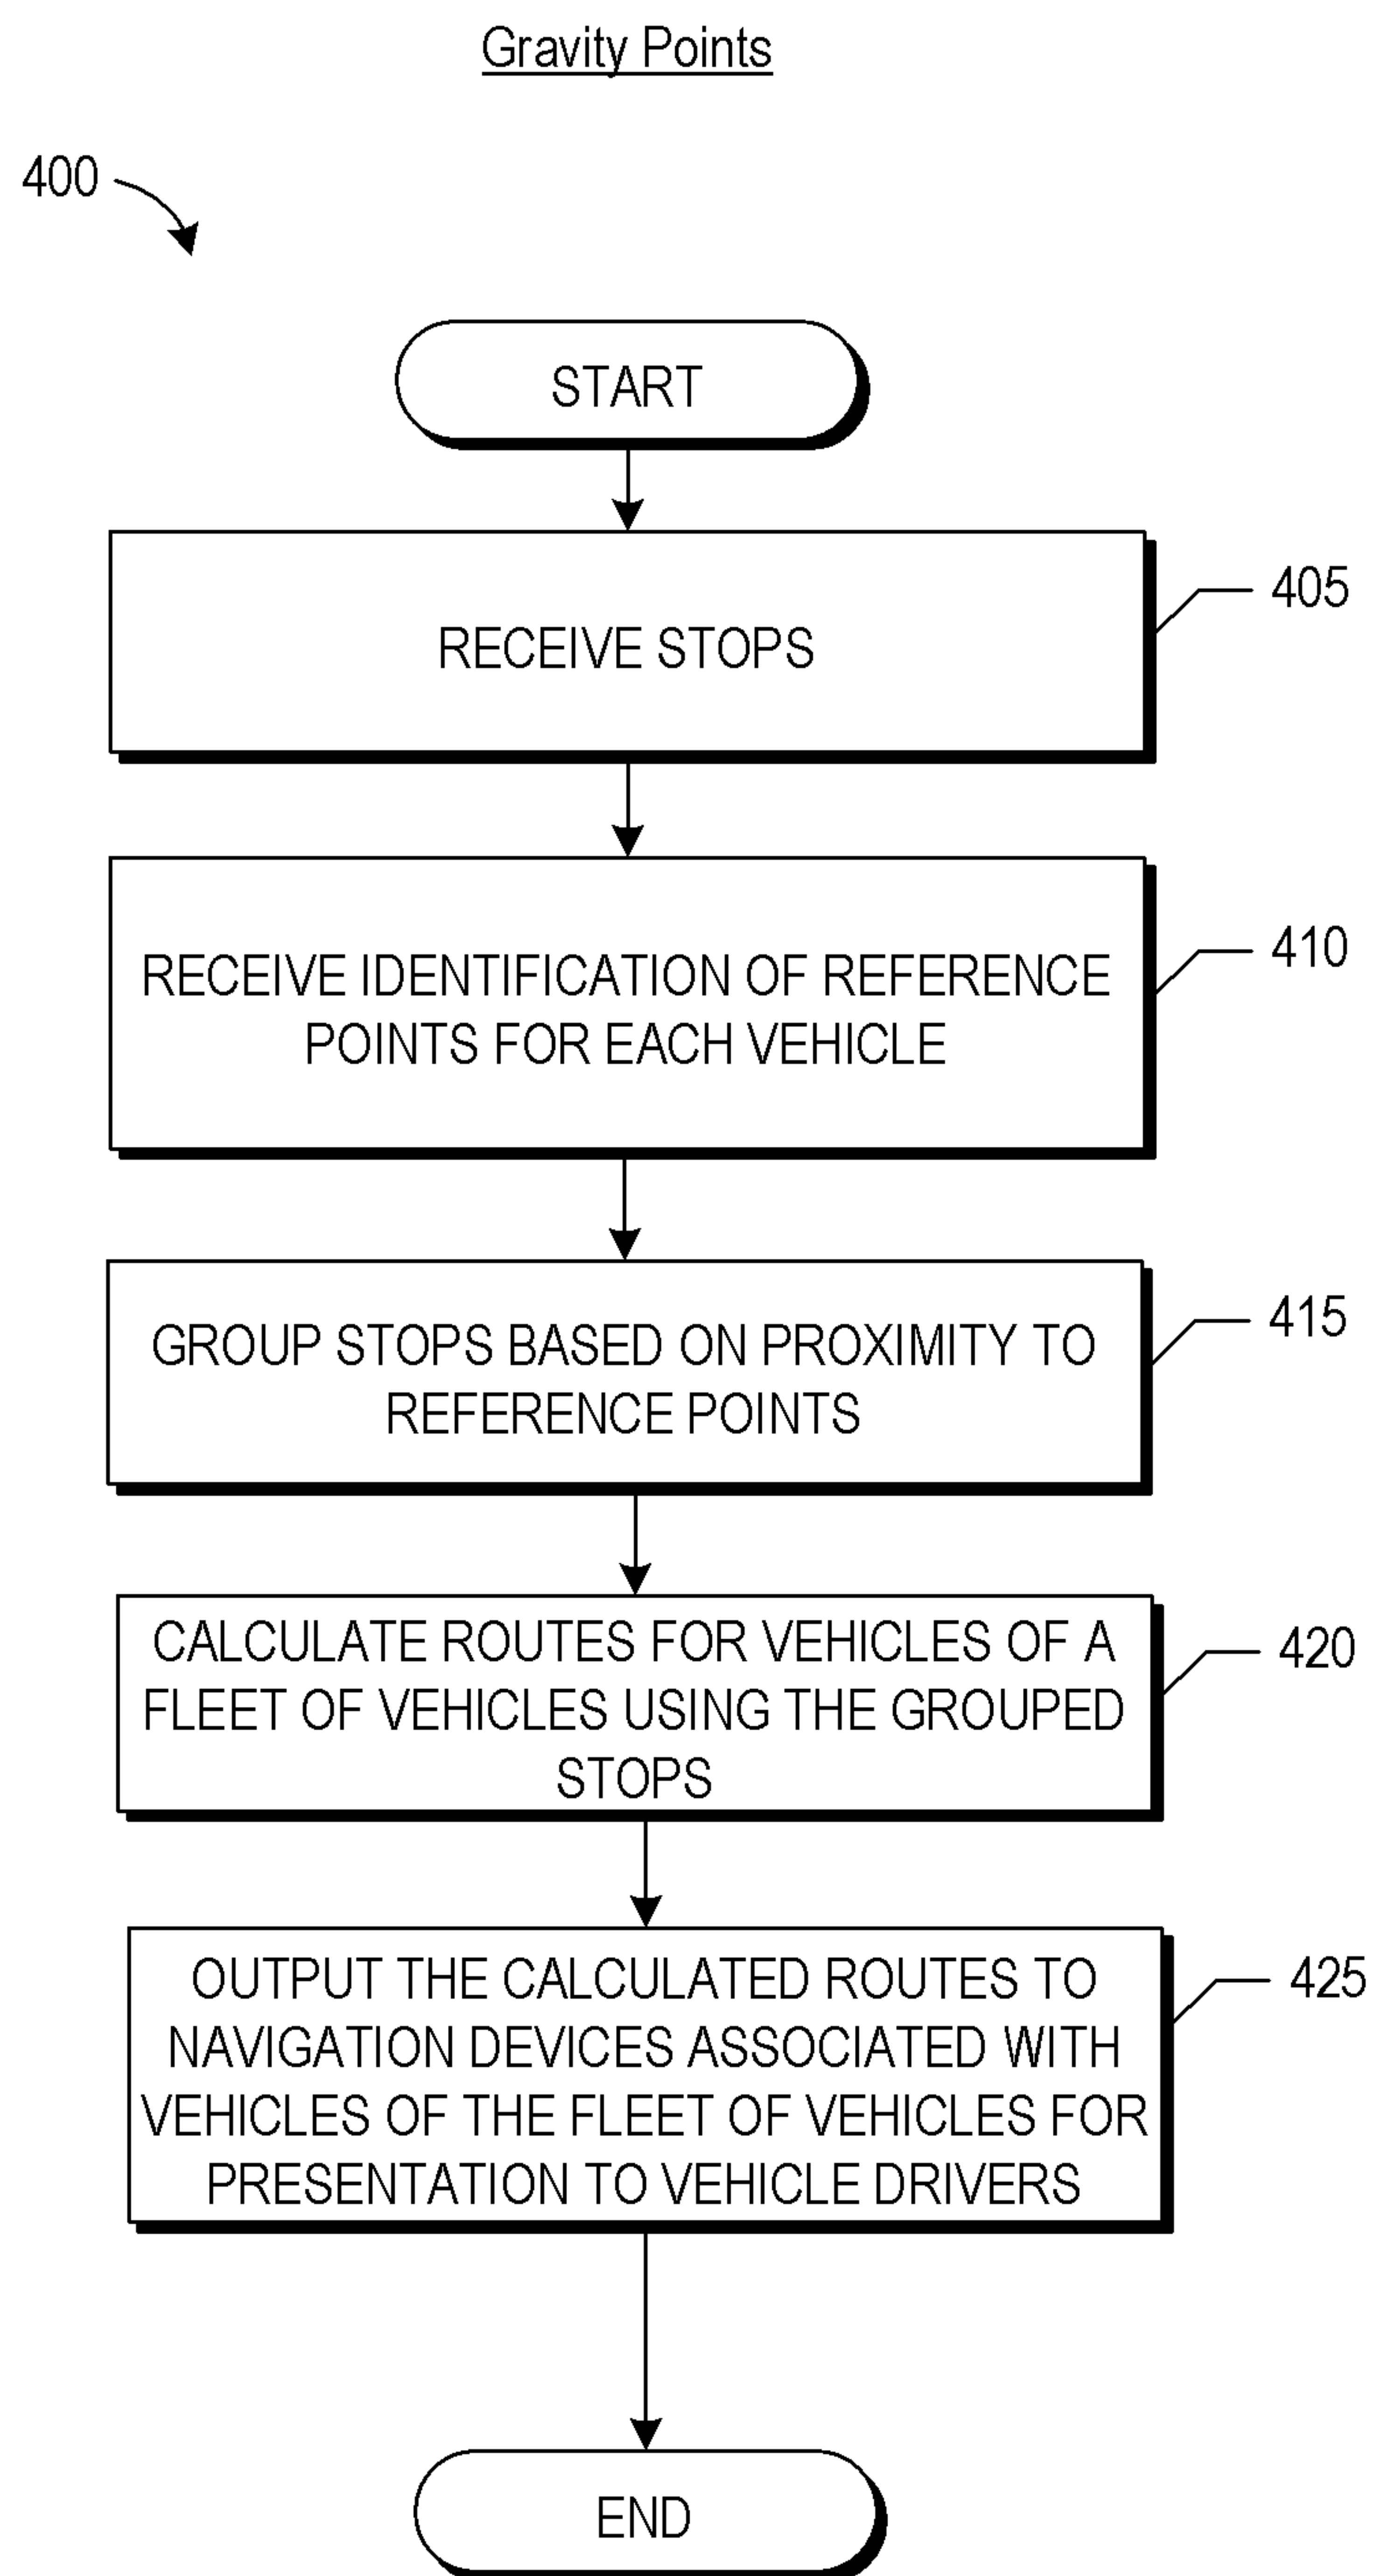 Gravity Points
400
START
RECEIVE STOPS
405
RECEIVE IDENTIFICATION OF REFERENCE
POINTS FOR EACH VEHICLE
410
GROUP STOPS BASED ON PROXIMITY TO
REFERENCE POINTS
415
CALCULATE ROUTES FOR VEHICLES OF A
FLEET OF VEHICLES USING THE GROUPED
STOPS
420
OUTPUT THE CALCULATED ROUTES TO
NAVIGATION DEVICES ASSOCIATED WITH
VEHICLES OF THE FLEET OF VEHICLES FOR
PRESENTATION TO VEHICLE DRIVERS
425
END